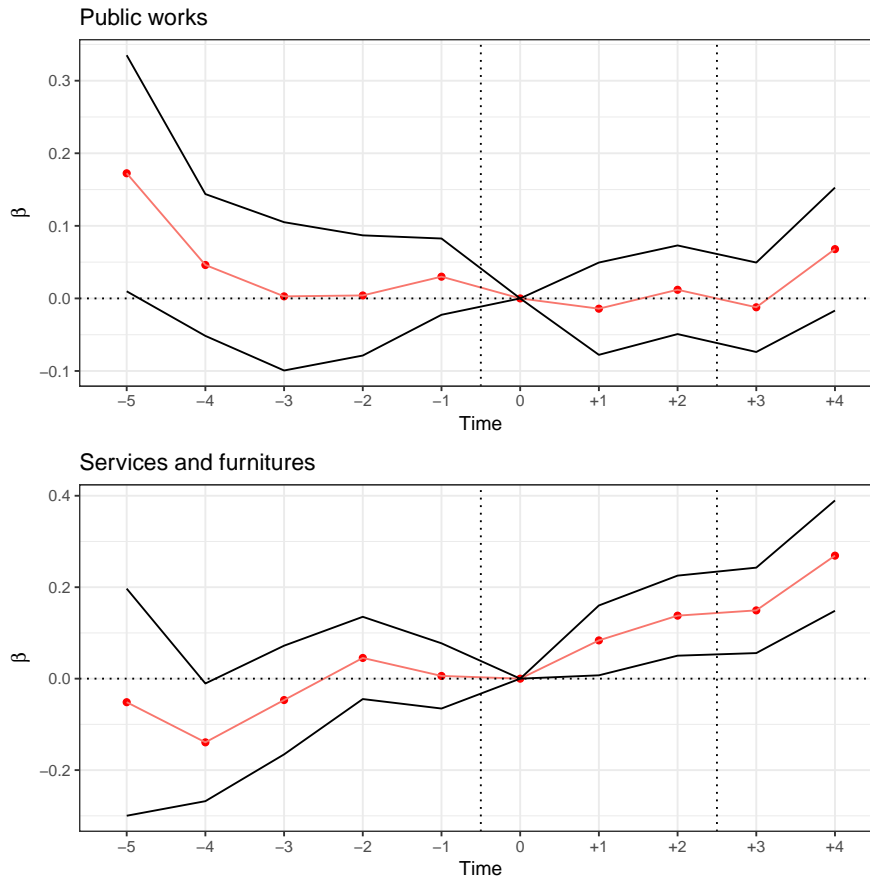 Public works
0.3
0.2
0.1
0.0
−0.1
β
−5 −4 −3 −2 −1 0 +1 +2 +3 +4
Time
Services and furnitures
0.4
0.2
0.0
−0.2
β
−5 −4 −3 −2 −1 0 +1 +2 +3 +4
Time